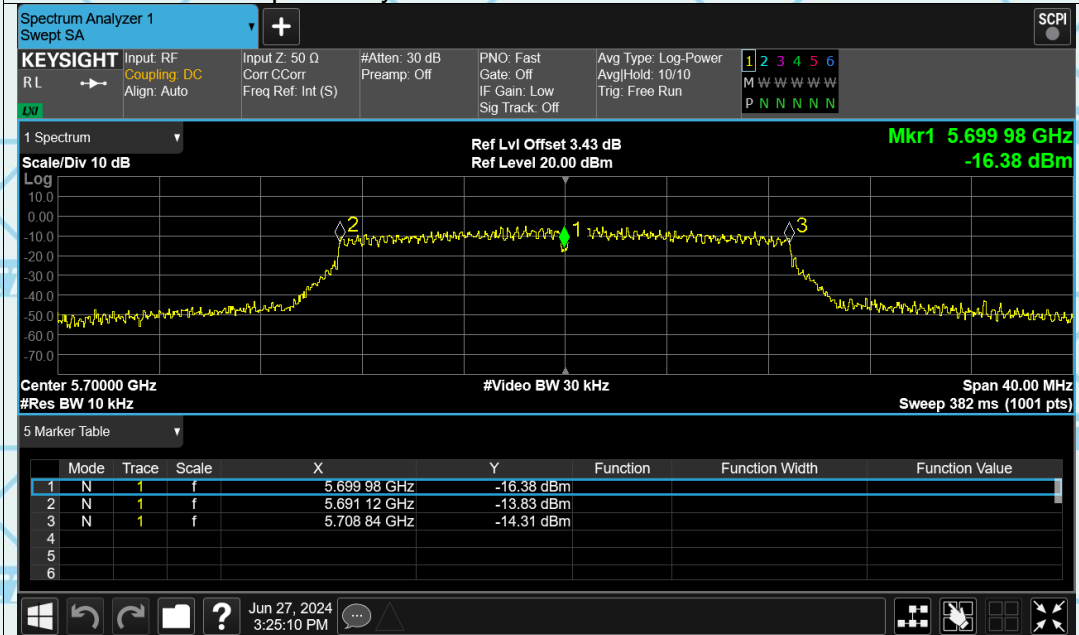 Spectrum Analyzer 1
Swept SA
+
SCPI
KEYSIGHT Input: RF Input Z: 50 Ω #Atten: 30 dB PNO: Fast Avg Type: Log-Power 1 2 3 4 5 6
RL Coupling: DC Corr CCorr Preamp: Off Gate: Off Avg|Hold: 10/10 M W W W W W
Align: Auto Freq Ref: Int (S) IF Gain: Low Trig: Free Run
LXI Sig Track: Off P N N N N N
1 Spectrum
Ref Lvl Offset 3.43 dB
Mkr1 5.699 98 GHz
Scale/Div 10 dB Ref Level 20.00 dBm -16.38 dBm
Log
10.0
0.00
-10.0
-20.0
-30.0
-40.0
-50.0
-60.0
-70.0
2
1
3
Center 5.70000 GHz #Video BW 30 kHz Span 40.00 MHz
#Res BW 10 kHz Sweep 382 ms (1001 pts)
5 Marker Table
Mode Trace Scale X Y Function Function Width Function Value
1 N 1 f 5.699 98 GHz -16.38 dBm
2 N 1 f 5.691 12 GHz -13.83 dBm
3 N 1 f 5.708 84 GHz -14.31 dBm
4
5
6
?
Jun 27, 2024
3:25:10 PM